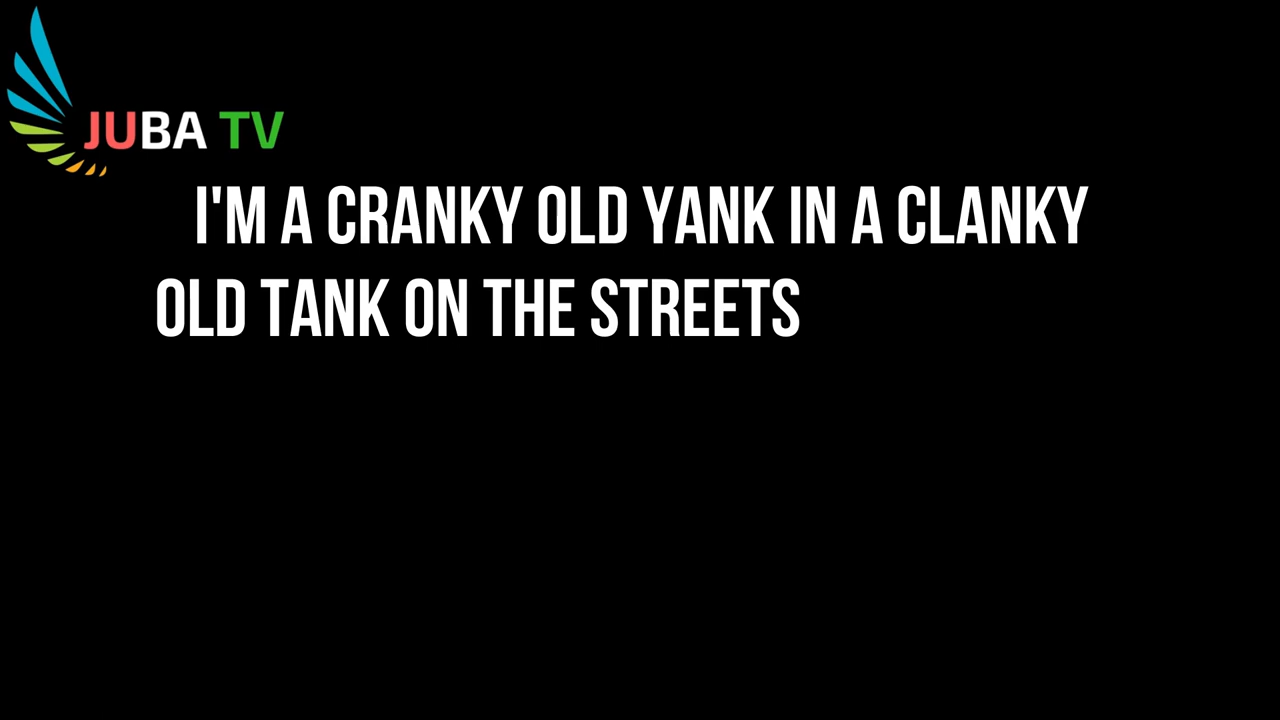 JUBA TV
I'M A CRANKY OLD YANK IN A CLANKY
OLD TANK ON THE STREETS